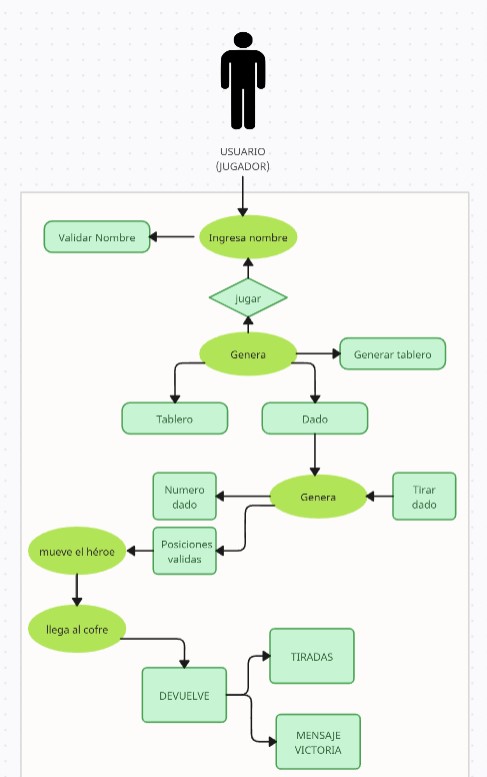 USUARIO
(JUGADOR)
Validar Nombre
Ingresa nombre
jugar
Genera
Generar tablero
Tablero
Dado
Numero
dado
Genera
Tirar
dado
mueve el héroe
Posiciones
validas
llega al cofre
TIRADAS
DEVUELVE
MENSAJE
VICTORIA